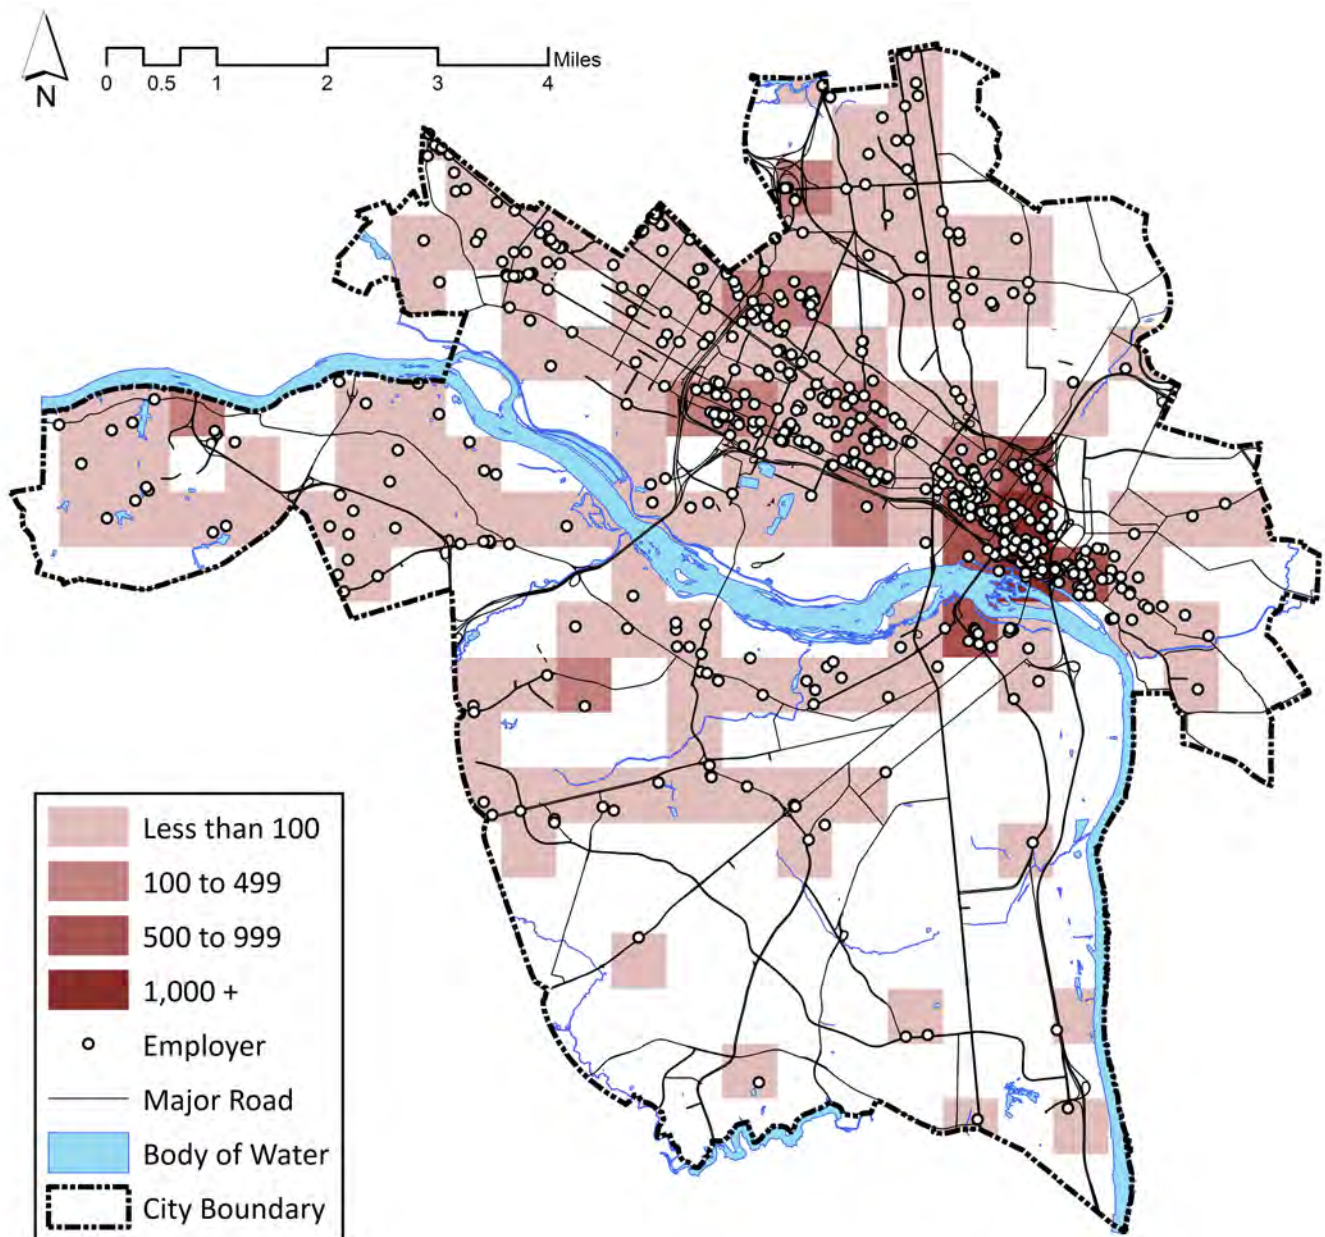 Miles
0 0.5 1 2 3 4
N
Less than 100
100 to 499
500 to 999
1,000 +
Employer
Major Road
Body of Water
City Boundary